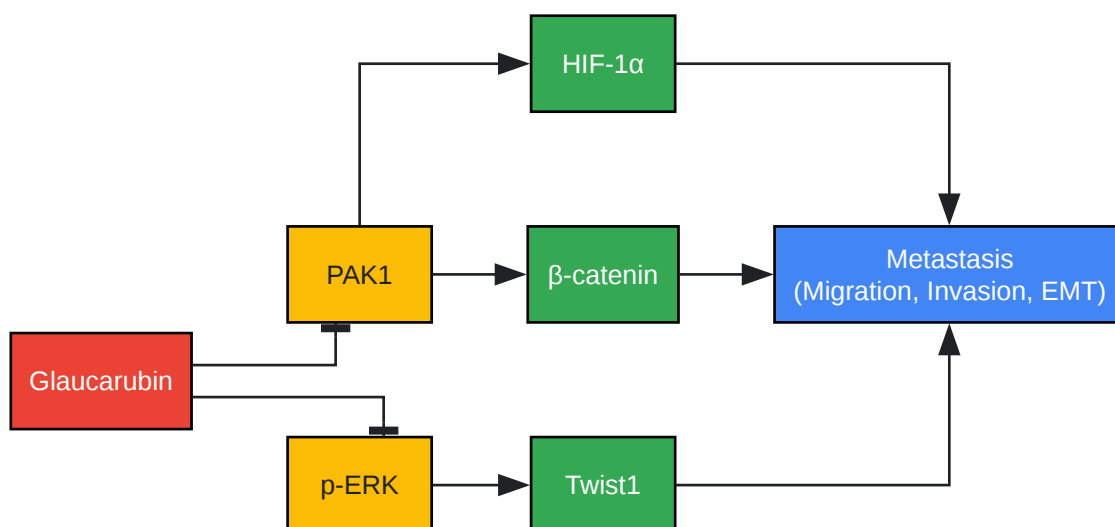 HIF-1α
PAK1
β-catenin
Metastasis
(Migration, Invasion, EMT)
Glaucarubin
p-ERK
Twist1